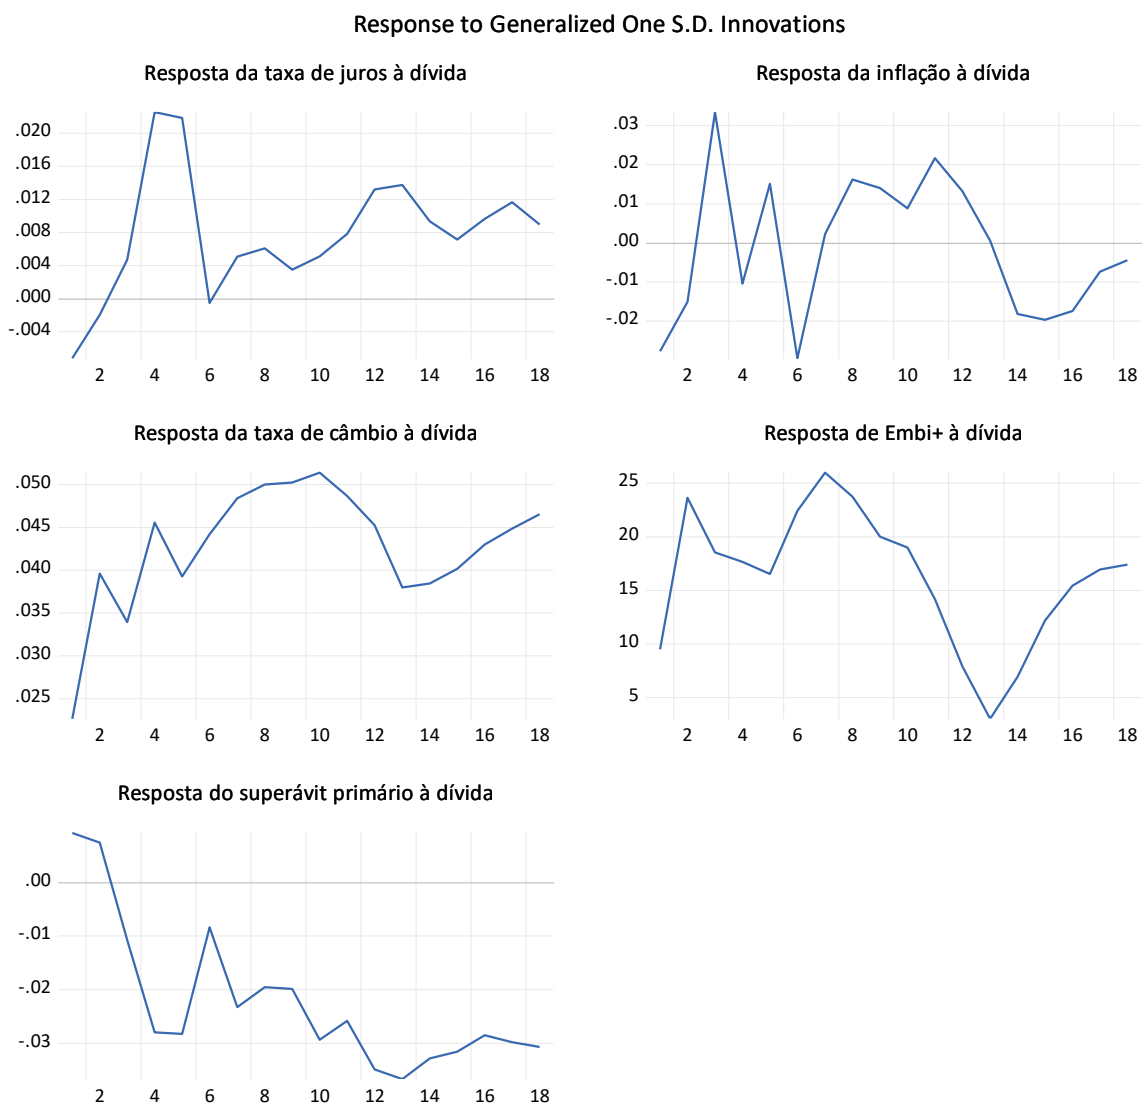 Response to Generalized One S.D. Innovations
Resposta da taxa de juros à dívida
.020
.016
.012
.008
.004
.000
-.004
2 4 6 8 10 12 14 16 18
Resposta da inflação à dívida
.03
.02
.01
.00
-.01
-.02
2 4 6 8 10 12 14 16 18
Resposta da taxa de câmbio à dívida
.050
.045
.040
.035
.030
.025
2 4 6 8 10 12 14 16 18
Resposta de Embi+ à dívida
25
20
15
10
5
2 4 6 8 10 12 14 16 18
Resposta do superávit primário à dívida
.00
-.01
-.02
-.03
2 4 6 8 10 12 14 16 18